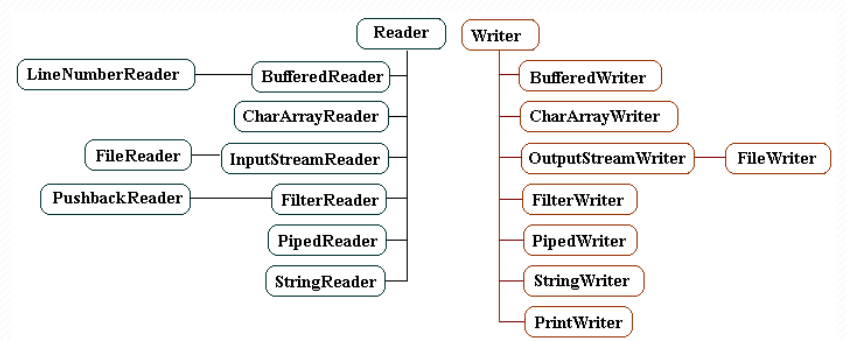 Reader
Writer
LineNumberReader
BufferedReader
BufferedWriter
CharArrayReader
CharArrayWriter
FileReader
InputStreamReader
OutputStreamWriter
FileWriter
PushbackReader
FilterReader
FilterWriter
PipedReader
PipedWriter
StringReader
StringWriter
PrintWriter